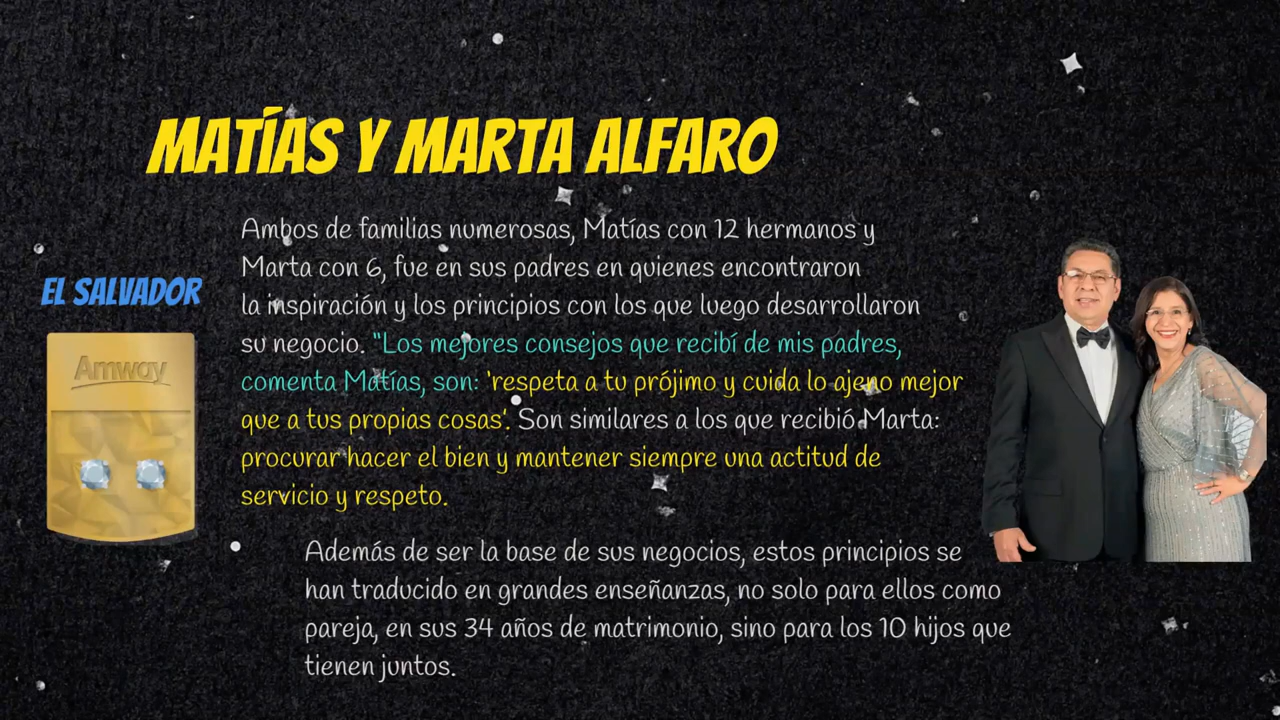 MATÍAS Y MARTA ALFARO
EL SALVADOR
Amway
Ambos de familias numerosas, Matías con 12 hermanos y
Marta con 6, fue en sus padres en quienes encontraron
la inspiración y los principios con los que luego desarrollaron
su negocio. "Los mejores consejos que recibí de mis padres,
comenta Matías, son: 'respeta a tu prójimo y cuida lo ajeno mejor
que a tus propias cosas'. Son similares a los que recibió Marta:
procurar hacer el bien y mantener siempre una actitud de
servicio y respeto.
Además de ser la base de sus negocios, estos principios se
han traducido en grandes enseñanzas, no solo para ellos como
pareja, en sus 34 años de matrimonio, sino para los 10 hijos que
tienen juntos.